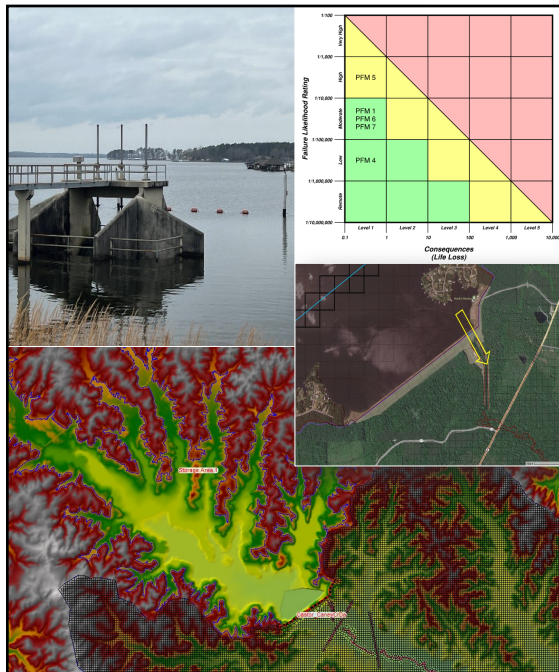 1/100
Very High
1/1,000
High
PFM 5
1/10,000
Moderate
PFM 1
PFM 6
PFM 7
1/100,000
Low
PFM 4
1/1,000,000
Remote
1/10,000,000
Failure Likelihood Rating
Level 1
Level 2
Level 3
Level 4
Level 5
0.1
1
10
100
1,000
10,000
Consequences
(Life Loss)
Storage Area 1